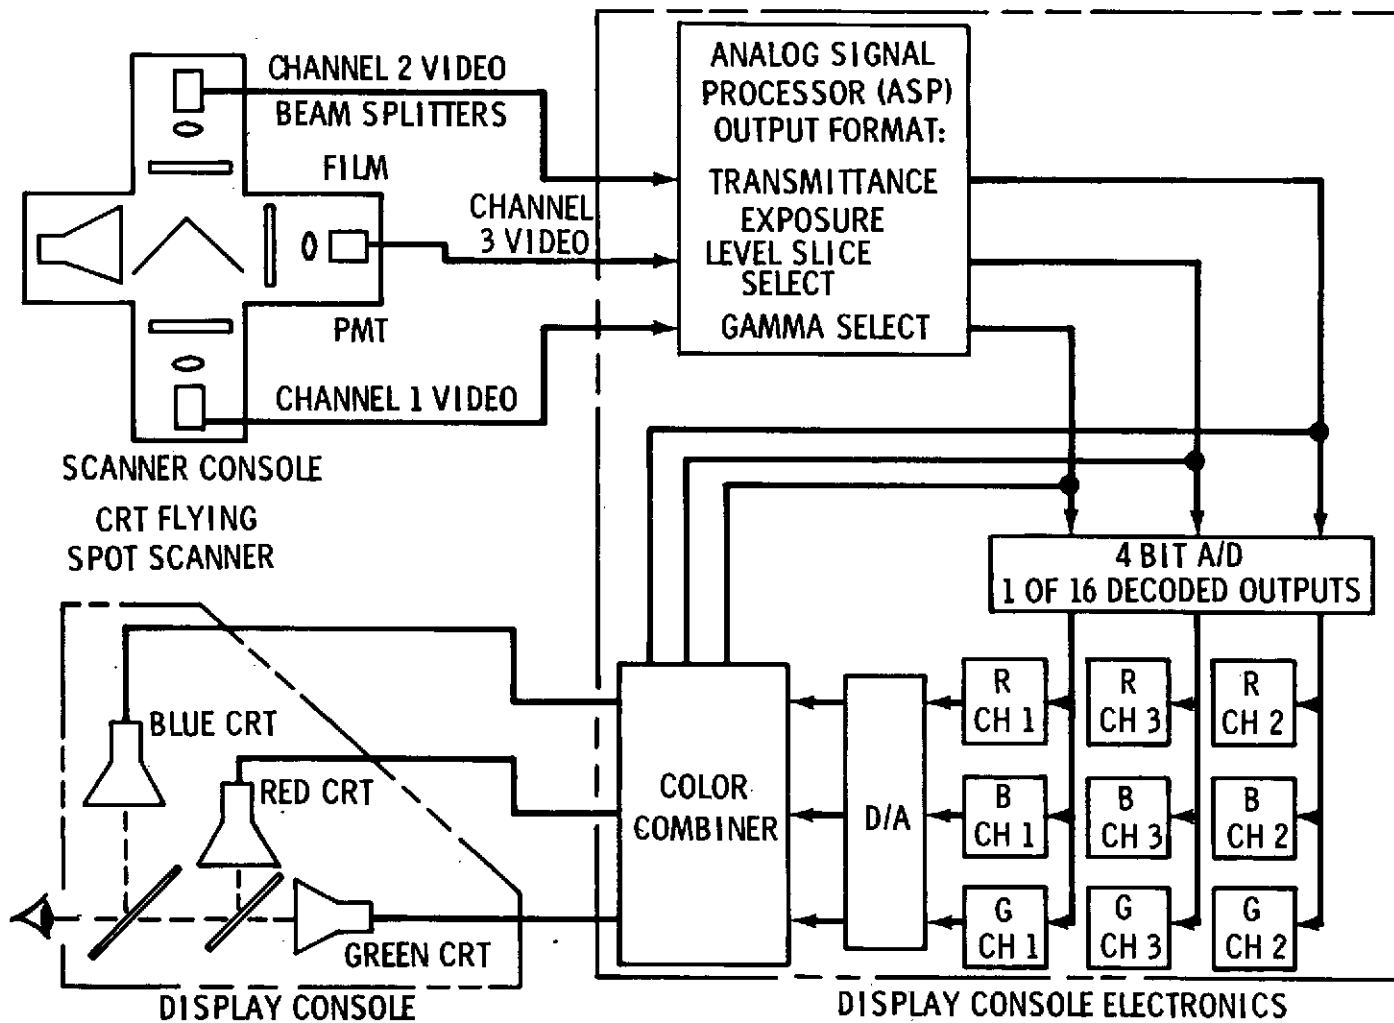 CHANNEL 2 VIDEO
BEAM SPLITTERS
FILM
CHANNEL
3 VIDEO
PMT
CHANNEL 1 VIDEO
SCANNER CONSOLE
CRT FLYING
SPOT SCANNER
ANALOG SIGNAL
PROCESSOR (ASP)
OUTPUT FORMAT:
TRANSMITTANCE
EXPOSURE
LEVEL SLICE
SELECT
GAMMA SELECT
4 BIT A/D
1 OF 16 DECODED OUTPUTS
R
CH 1
R
CH 3
R
CH 2
B
CH 1
B
CH 3
B
CH 2
G
CH 1
G
CH 3
G
CH 2
D/A
COLOR
COMBINER
BLUE CRT
RED CRT
GREEN CRT
DISPLAY CONSOLE
DISPLAY CONSOLE ELECTRONICS